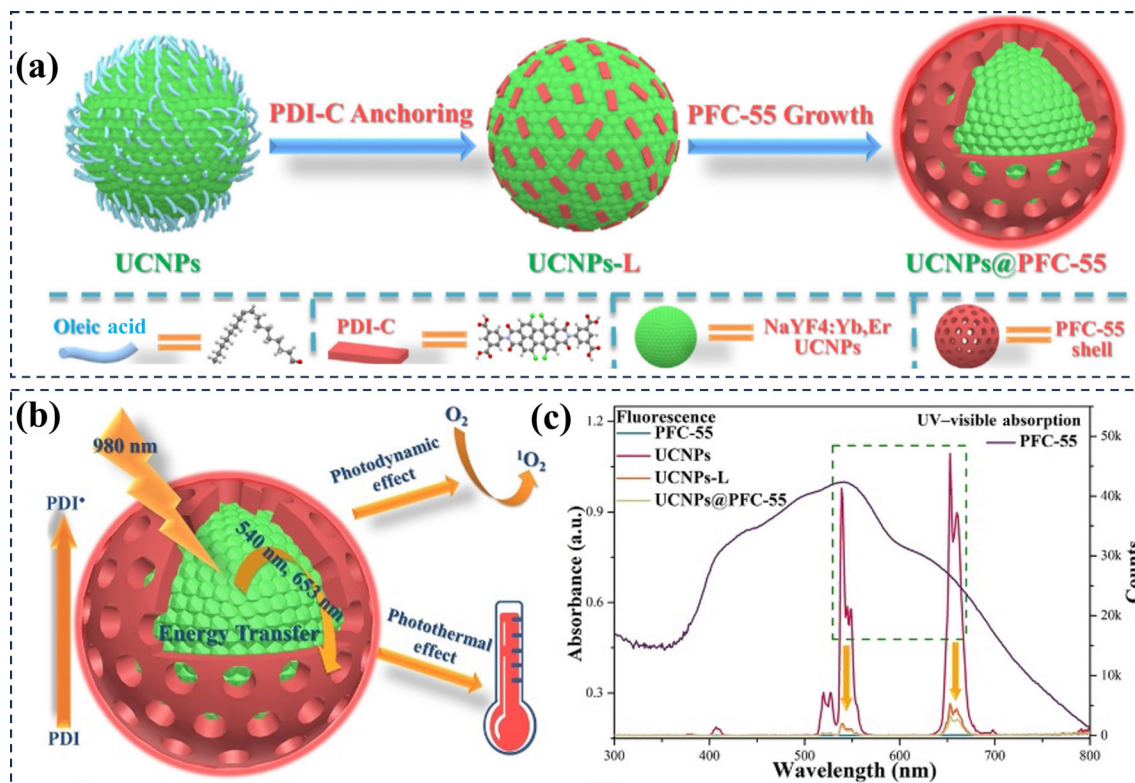 (a)
PDI-C Anchoring
PFC-55 Growth
UCNPs
UCNPs-L
UCNPs@PFC-55
Oleic acid
PDI-C
NaYF4:Yb,Er
UCNPs
PFC-55
shell
(b)
980 nm
PDI*
PDI
540 nm, 653 nm
Energy Transfer
Photodynamic
effect
O₂
¹O₂
Photothermal
effect
(c)
Fluorescence
PFC-55
UCNPs
UCNPs-L
UCNPs@PFC-55
UV–visible absorption
PFC-55
Absorbance (a.u.)
1.2
0.9
0.6
0.3
Counts
50k
40k
30k
20k
10k
0
300 400 500 600 700 800
Wavelength (nm)